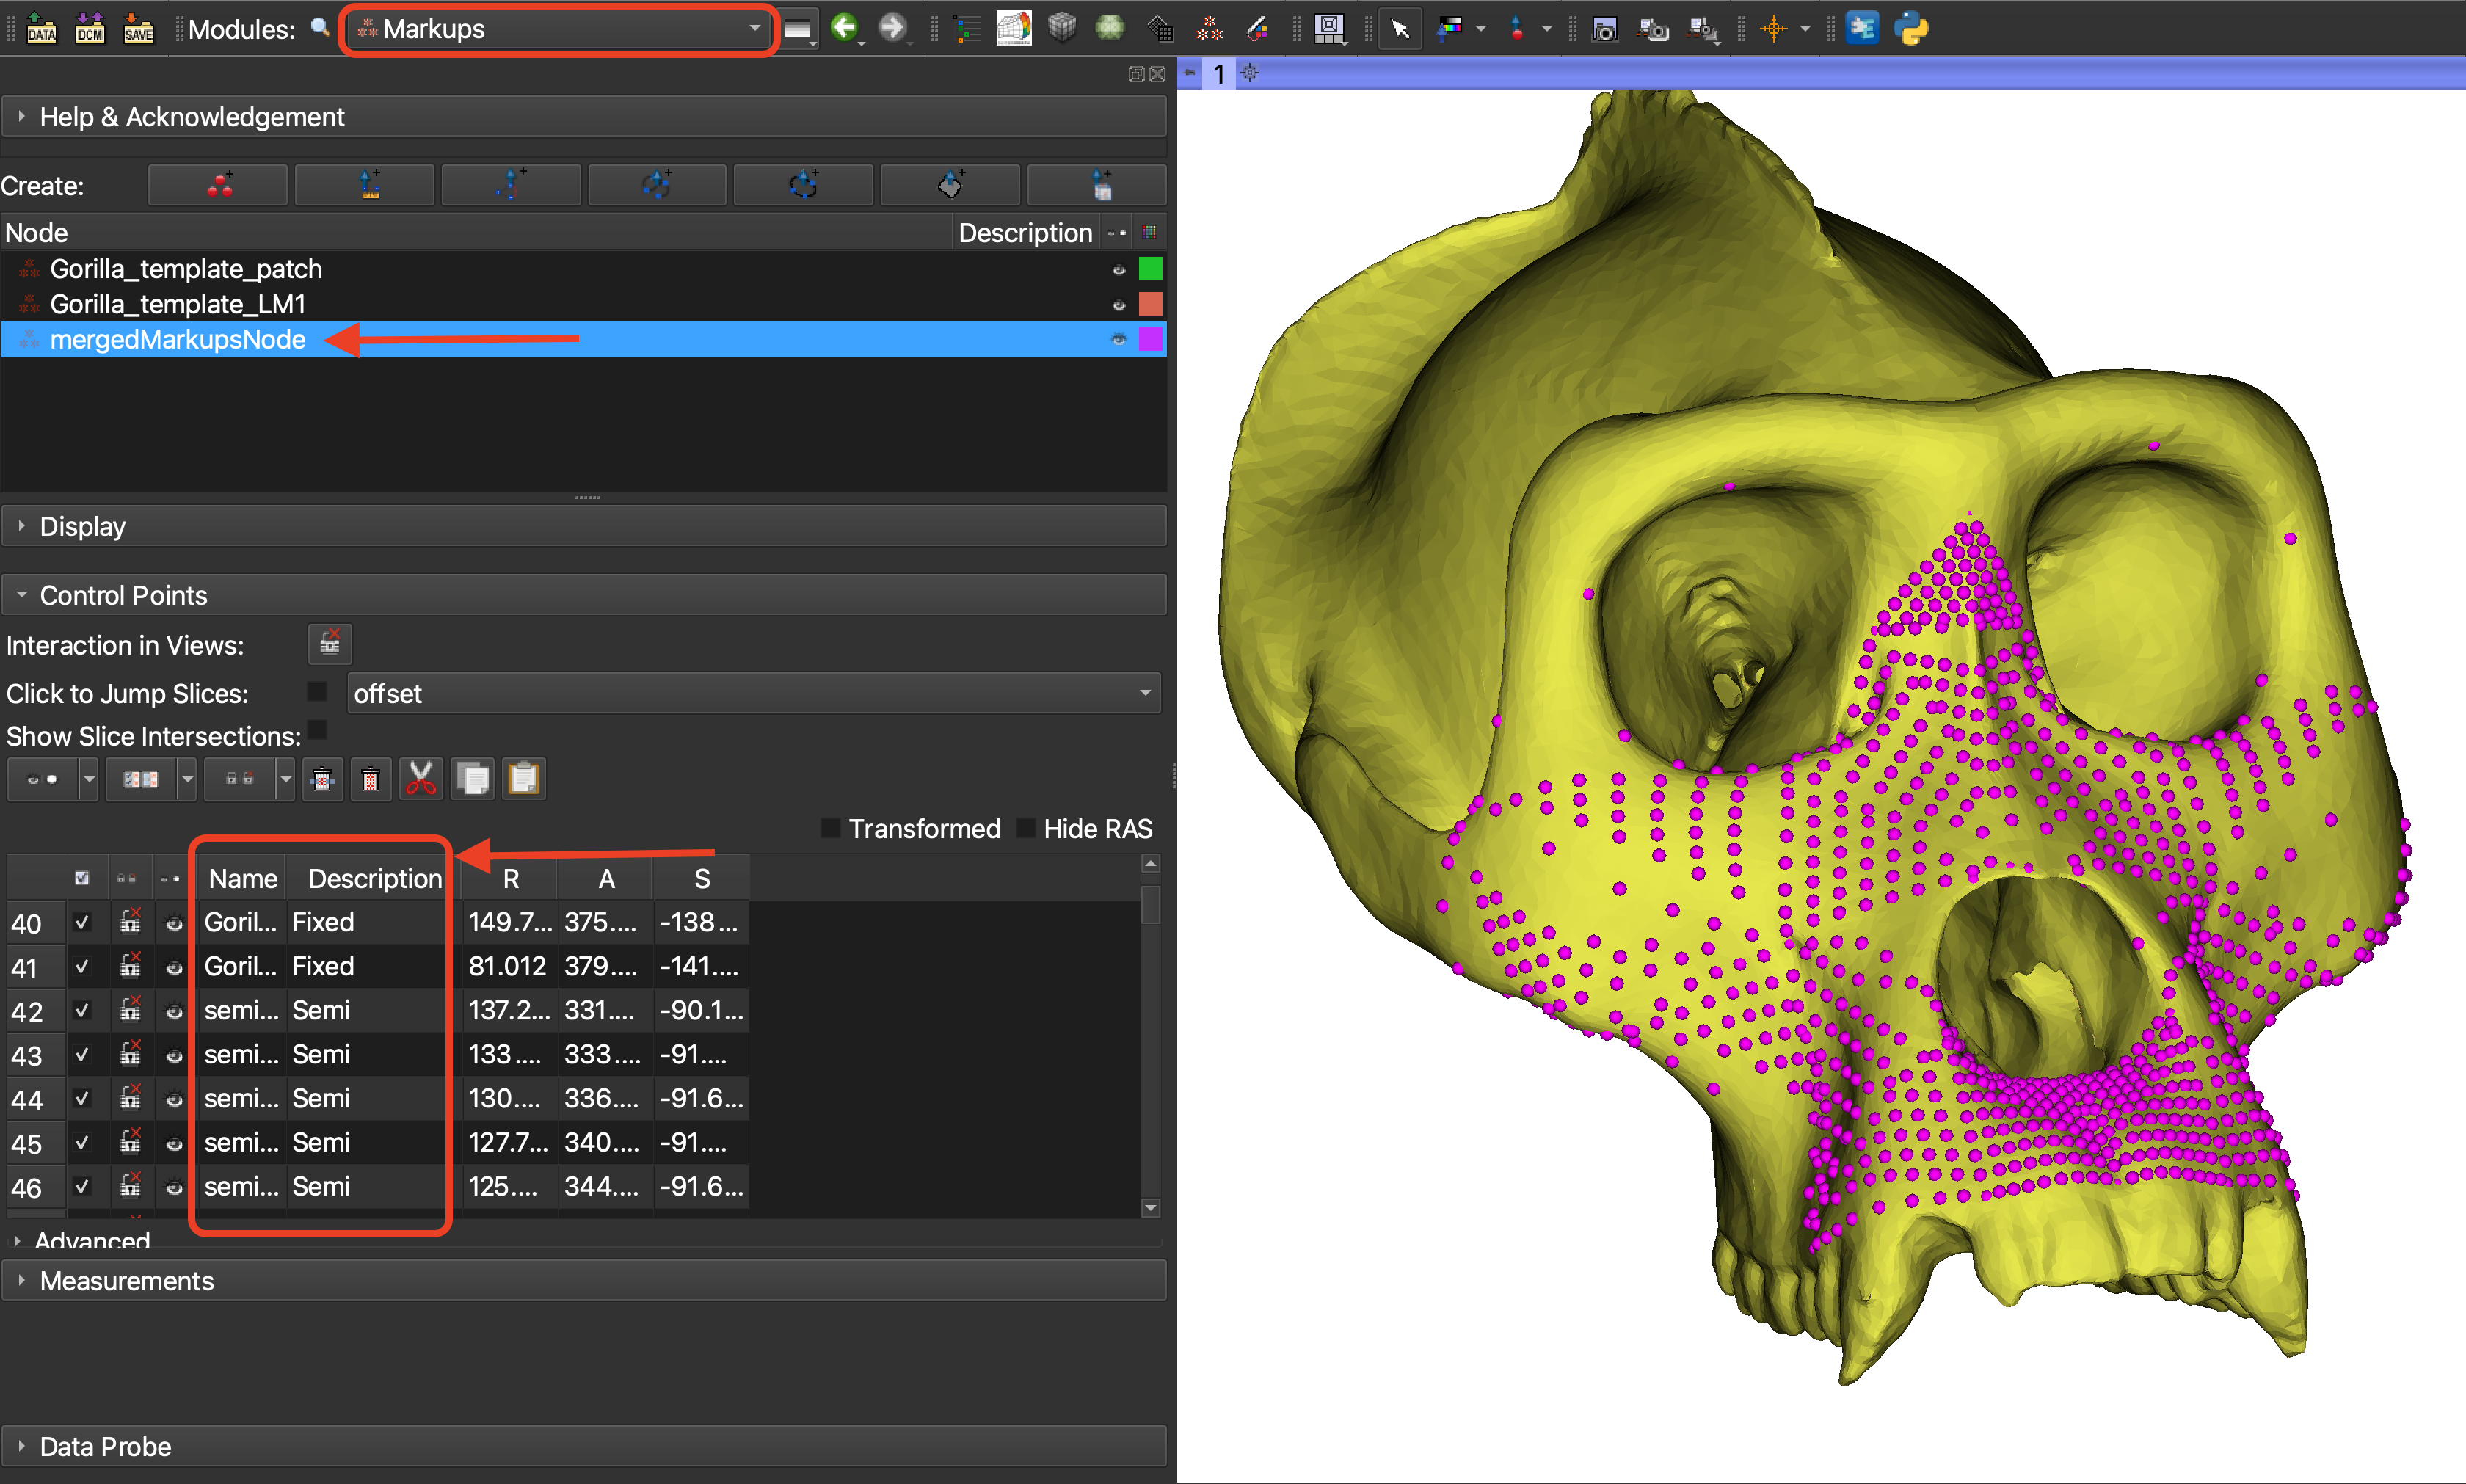 DATA DCM SAVE Modules: Markups
1
Help & Acknowledgement
Create:
Node Description
Gorilla_template_patch
Gorilla_template_LM1
mergedMarkupsNode
Display
Control Points
Interaction in Views:
Click to Jump Slices: offset
Show Slice Intersections:
Transformed Hide RAS
Name Description R A S
40 Goril... Fixed 149.7... 375.... -138...
41 Goril... Fixed 81.012 379.... -141....
42 semi... Semi 137.2... 331.... -90.1...
43 semi... Semi 133.... 333.... -91....
44 semi... Semi 130.... 336.... -91.6...
45 semi... Semi 127.7... 340.... -91....
46 semi... Semi 125.... 344.... -91.6...
Advanced
Measurements
Data Probe